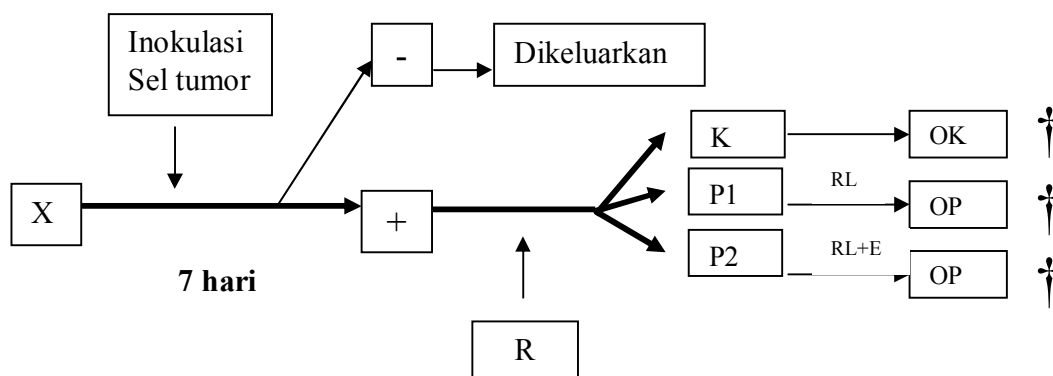 Inokulasi
Sel tumor
-
Dikeluarkan
X
7 hari
+
R
K
OK
†
P1
RL
OP
†
P2
RL+E
OP
†